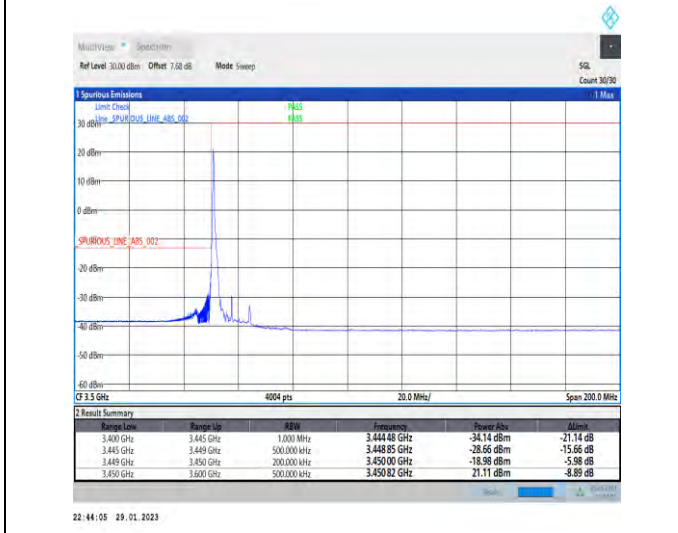 MultiView Spectrum
Ref Level 30.00 dBm Offset 7.68 dB Mode Sweep SGL
Count 30/30
1 Spurious Emissions 1 Max
Limit Check PASS
Line _SPURIOUS_LINE_ABS_002 PASS
30 dBm
20 dBm
10 dBm
0 dBm
_SPURIOUS_LINE_ABS_002
-20 dBm
-30 dBm
-40 dBm
-50 dBm
-60 dBm
CF 3.5 GHz 4004 pts 20.0 MHz/ Span 200.0 MHz
2 Result Summary
Range Low Range Up RBW Frequency Power Abs ΔLimit
3.400 GHz 3.445 GHz 1.000 MHz 3.444 48 GHz -34.14 dBm -21.14 dB
3.445 GHz 3.449 GHz 500.000 kHz 3.448 85 GHz -28.66 dBm -15.66 dB
3.449 GHz 3.450 GHz 200.000 kHz 3.450 00 GHz -18.98 dBm -5.98 dB
3.450 GHz 3.600 GHz 500.000 kHz 3.450 82 GHz 21.11 dBm -8.89 dB
22:44:05 29.01.2023